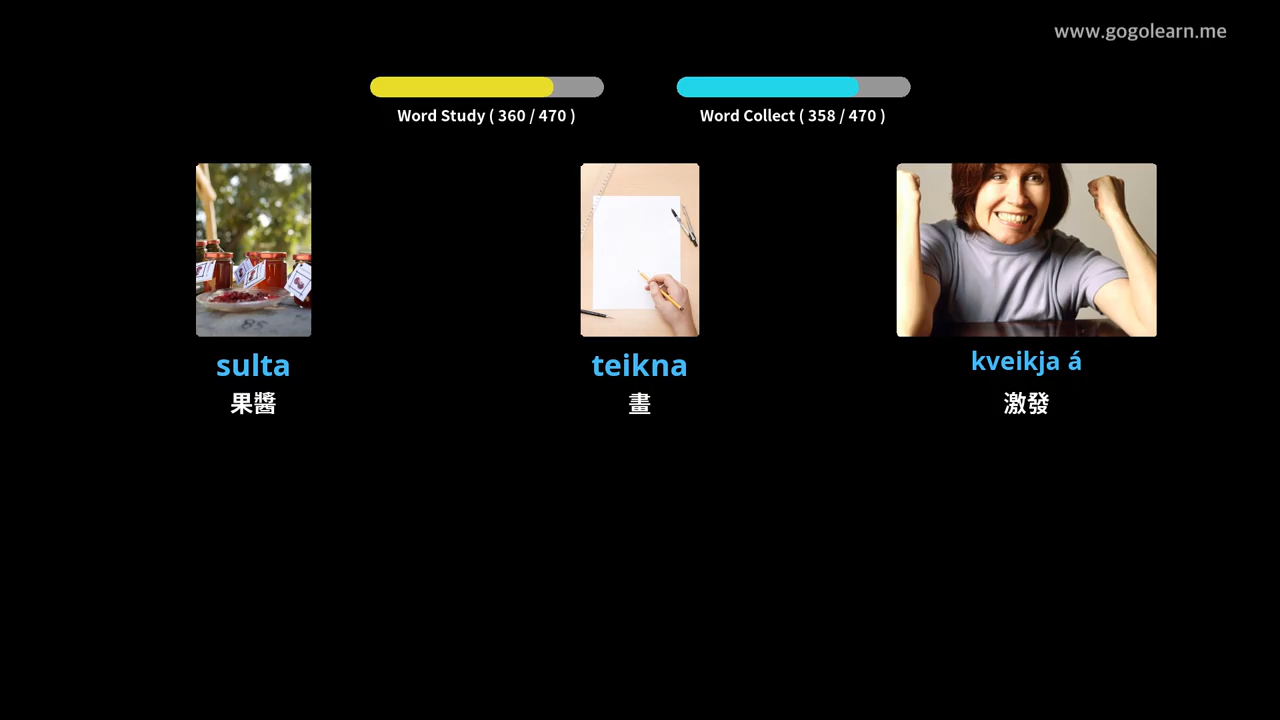 www.gogolearn.me
Word Study ( 360 / 470 )
Word Collect ( 358 / 470 )
sulta
果醬
teikna
畫
kveikja á
激發